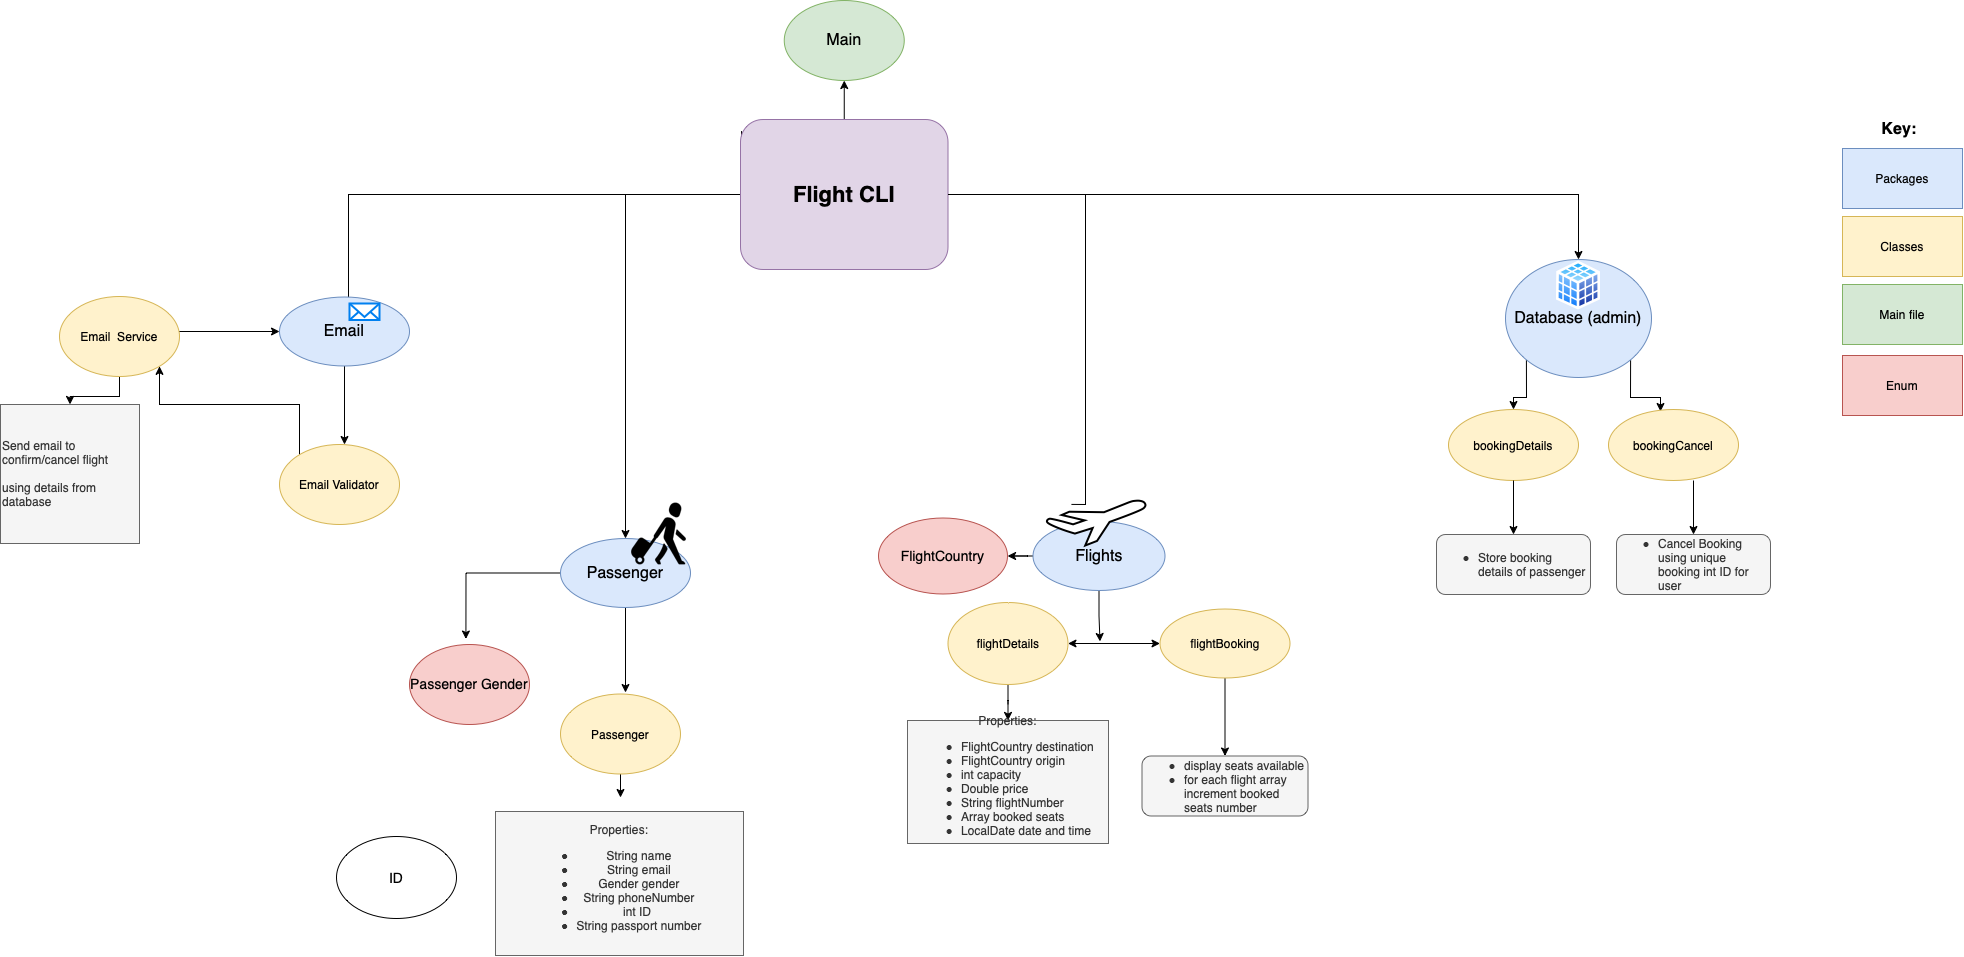 Main
Flight CLI
Key:
Packages
Classes
Main file
Enum
Email
Email  Service
Email Validator
Send email to
confirm/cancel flight
using details from
database
Database (admin)
bookingDetails
bookingCancel
Store booking
details of passenger
Cancel Booking
using unique
booking int ID for
user
Passenger
Passenger Gender
Passenger
Properties:
String name
String email
Gender gender
String phoneNumber
int ID
String passport number
ID
FlightCountry
Flights
flightDetails
flightBooking
Properties:
FlightCountry destination
FlightCountry origin
int capacity
Double price
String flightNumber
Array booked seats
LocalDate date and time
display seats available
for each flight array
increment booked
seats number